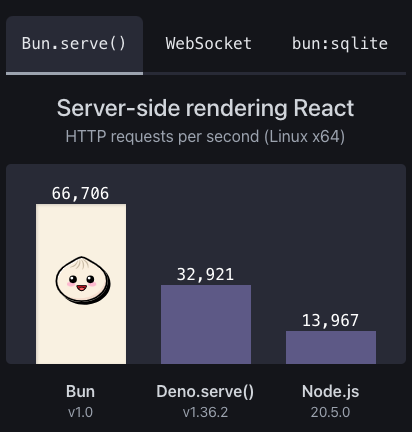 Bun.serve() WebSocket bun:sqlite
Server-side rendering React
HTTP requests per second (Linux x64)
66,706
32,921
13,967
Bun Deno.serve() Node.js
v1.0 v1.36.2 20.5.0